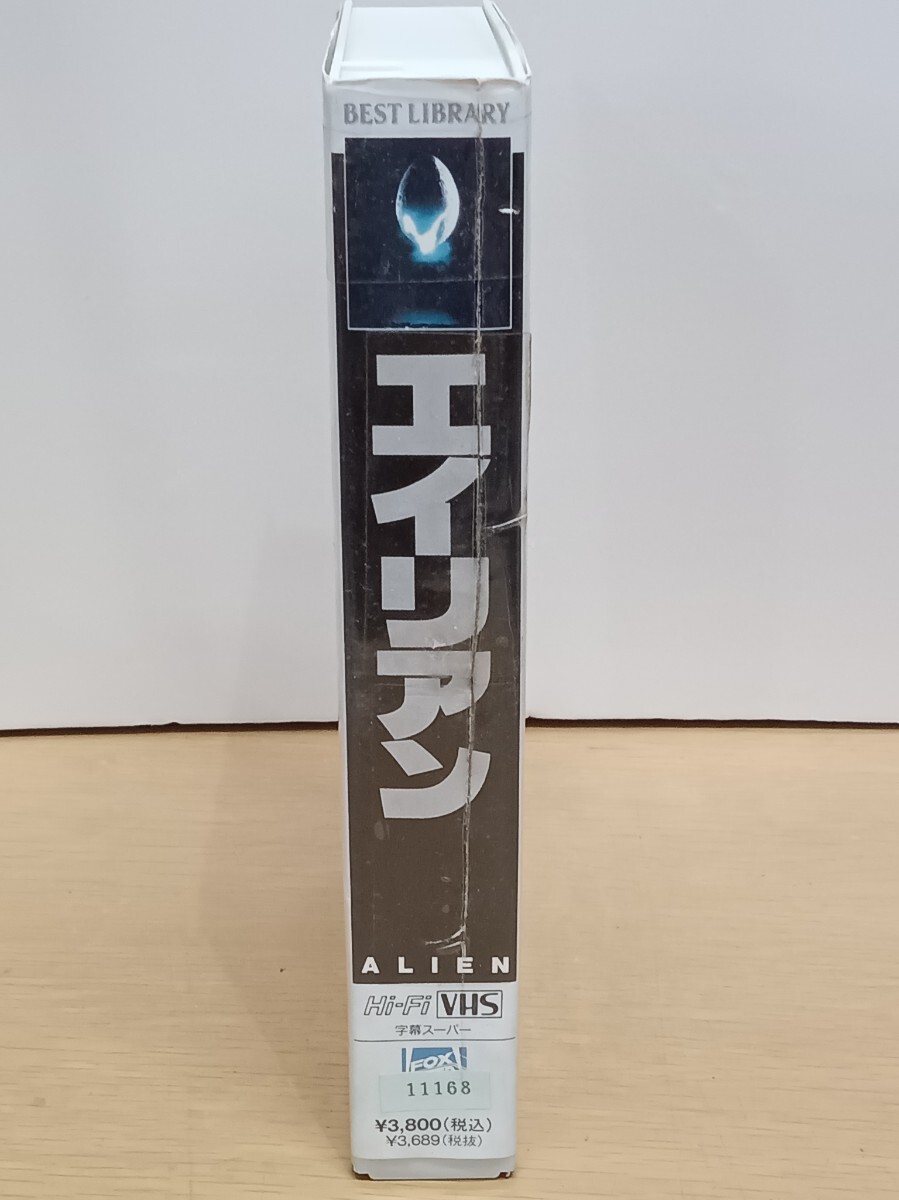 BEST LIBRARY
エイリアン
ALIEN
Hi-Fi VHS
字幕スーパー
FOX
11168
¥3,800(税込)
¥3,689(税抜)